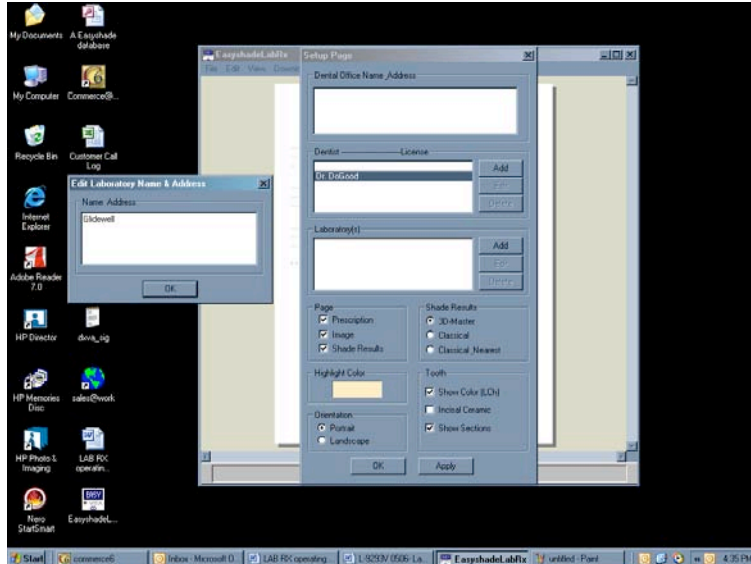 My Documents
A Easyshade database
My Computer
Commerce@...
Recycle Bin
Customer Call Log
Internet Explorer
Adobe Reader 7.0
HP Director
dxva_sig
HP Memories Disc
sales@work
HP Photo & Imaging
LAB RX operatin...
Nero StartSmart
EasyshadeL...
EasyshadeLabRx
File Edit View
Setup Page
Dental Office Name_Address
Dentist
License
Dr. DoGood
Add
Edit
Delete
Laboratory(s)
Add
Edit
Delete
Page
Prescription
Image
Shade Results
Shade Results
3D-Master
Classical
Classical_Nearest
Highlight Color
Tooth
Show Color (LCh)
Incisal Ceramic
Show Sections
Orientation
Portrait
Landscape
OK
Apply
Edit Laboratory Name & Address
Name Address
Glidewell
OK
Start
commerce6
Inbox - Microsoft O...
LAB RX operating...
L-9293V 0506- La...
EasyshadeLabRx
untitled - Paint
4:35 PM